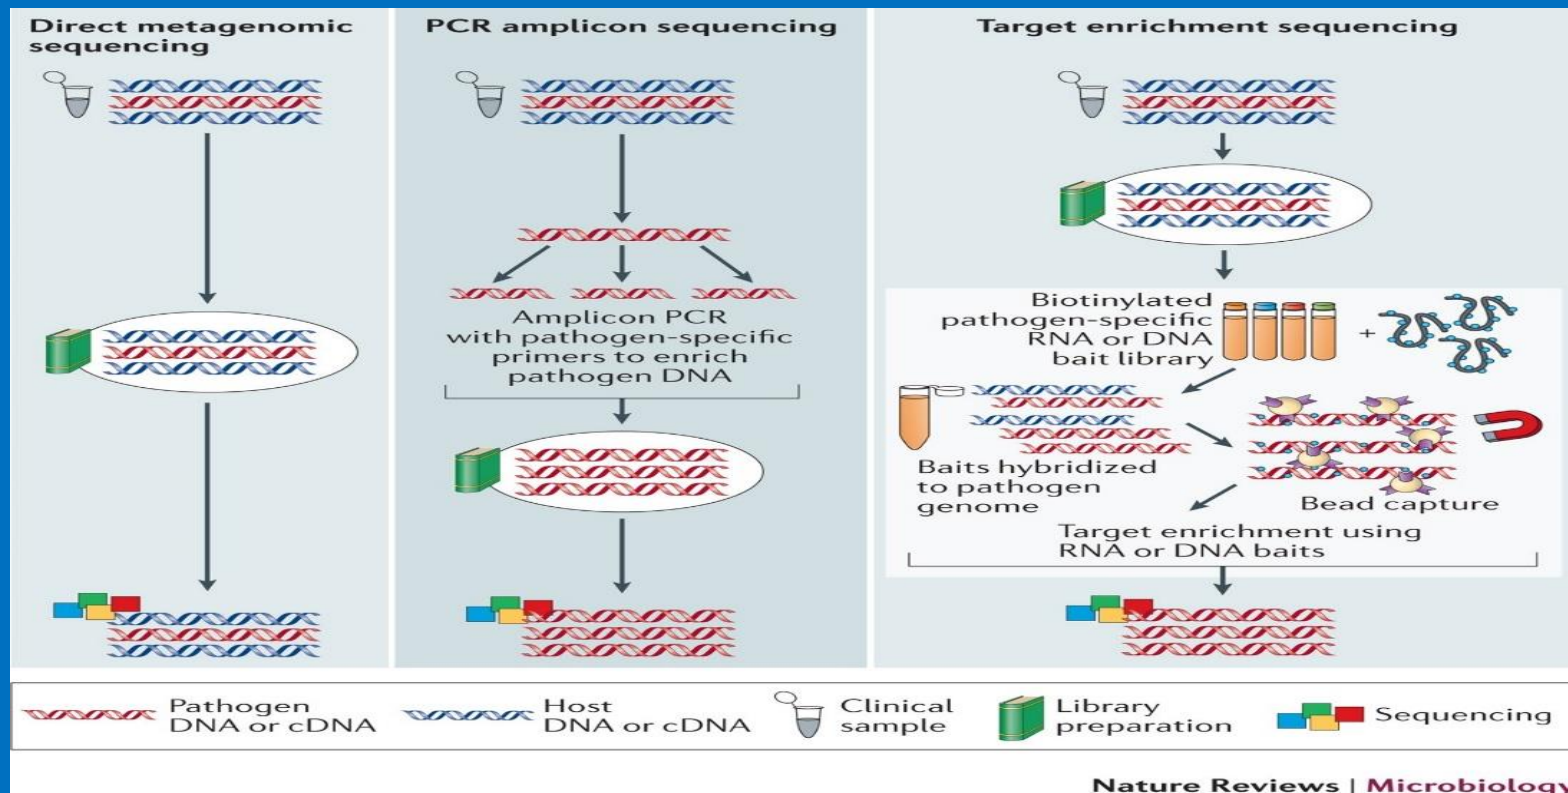 Direct metagenomic
sequencing
PCR amplicon sequencing
Target enrichment sequencing
Amplicon PCR
with pathogen-specific
primers to enrich
pathogen DNA
Biotinylated
pathogen-specific
RNA or DNA
bait library
+
Baits hybridized
to pathogen
genome
Bead capture
Target enrichment using
RNA or DNA baits
Pathogen
DNA or cDNA
Host
DNA or cDNA
Clinical
sample
Library
preparation
Sequencing
Nature Reviews | Microbiology